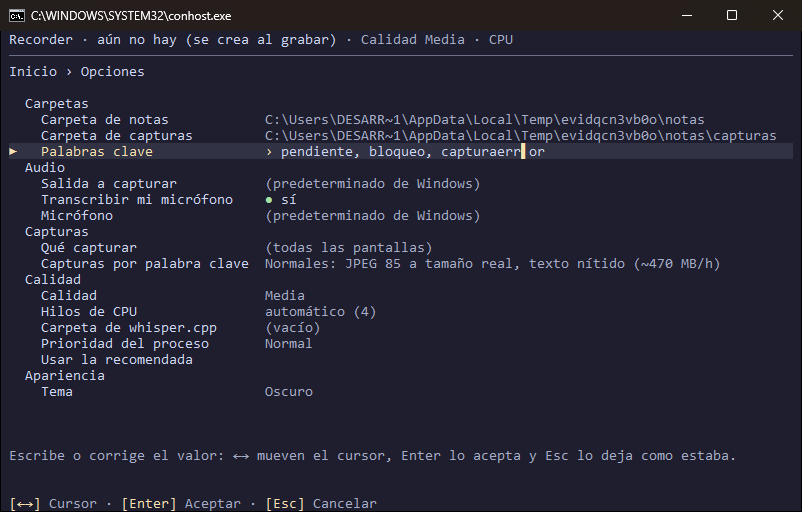 C:\WINDOWS\SYSTEM32\conhost.exe
Recorder · aún no hay (se crea al grabar) · Calidad Media · CPU
Inicio › Opciones
Carpetas
Carpeta de notas C:\Users\DESARR~1\AppData\Local\Temp\evidqcn3vb0o\notas
Carpeta de capturas C:\Users\DESARR~1\AppData\Local\Temp\evidqcn3vb0o\notas\capturas
► Palabras clave › pendiente, bloqueo, capturaerr or
Audio
Salida a capturar (predeterminado de Windows)
Transcribir mi micrófono ● sí
Micrófono (predeterminado de Windows)
Capturas
Qué capturar (todas las pantallas)
Capturas por palabra clave Normales: JPEG 85 a tamaño real, texto nítido (~470 MB/h)
Calidad
Calidad Media
Hilos de CPU automático (4)
Carpeta de whisper.cpp (vacío)
Prioridad del proceso Normal
Usar la recomendada
Apariencia
Tema Oscuro
Escribe o corrige el valor: ↔ mueven el cursor, Enter lo acepta y Esc lo deja como estaba.
[↔] Cursor · [Enter] Aceptar · [Esc] Cancelar